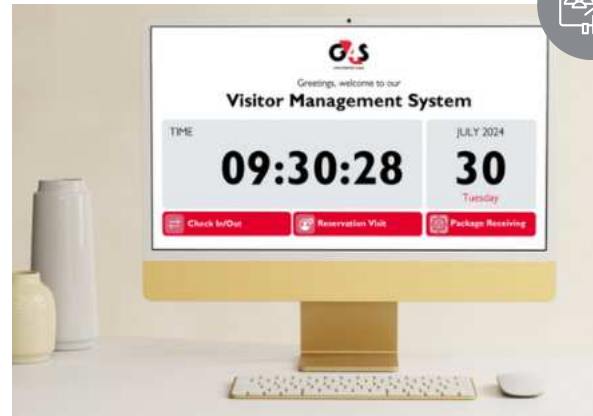 G4S
Greetings, welcome to our
Visitor Management System
TIME
JULY 2024
09:30:28
30
Tuesday
Check In/Out
Reservation Visit
Package Receiving